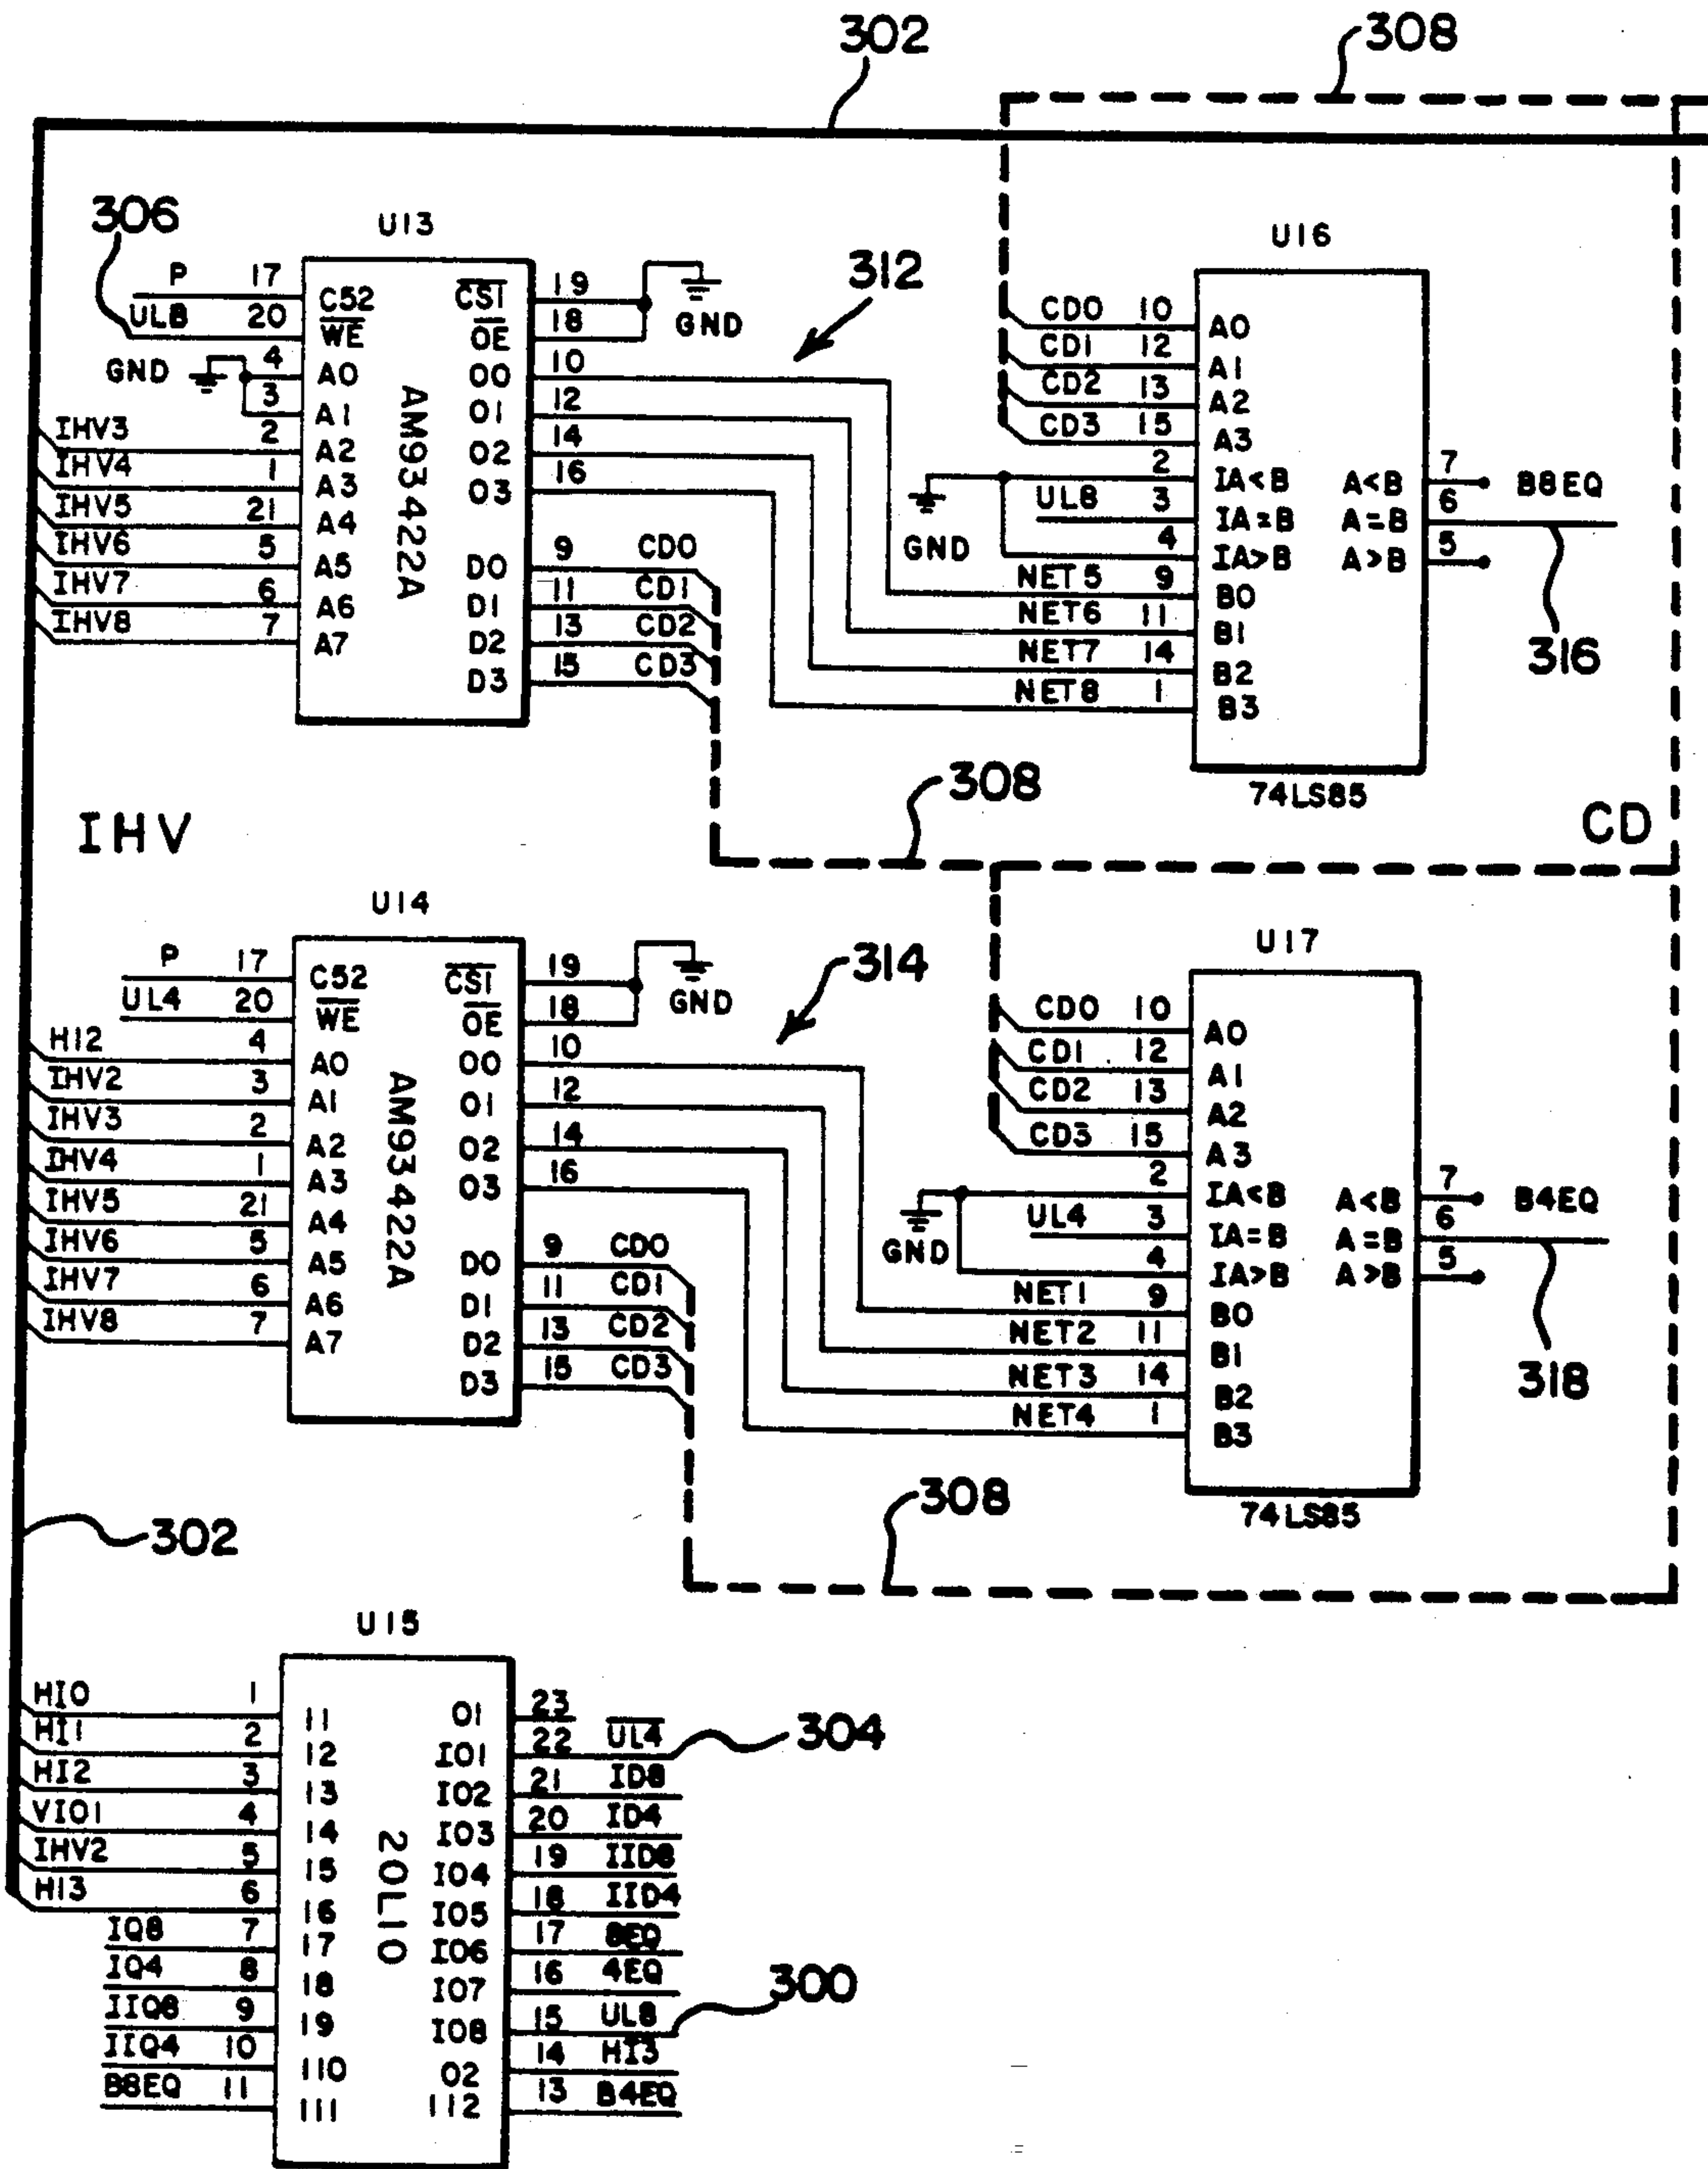 302
308
306
U13
P 17 C52
UL8 20 WE
GND 4 A0
3 A1
IHV3 2 A2
IHV4 1 A3
IHV5 21 A4
IHV6 5 A5
IHV7 6 A6
IHV8 7 A7
AM93422A
CS1 19
OE 18
GND
O0 10
O1 12
O2 14
O3 16
D0 9 CD0
D1 11 CD1
D2 13 CD2
D3 15 CD3
312
U16
CD0 10 A0
CD1 12 A1
CD2 13 A2
CD3 15 A3
2 IA<B
UL8 3 IA=B
GND 4 IA>B
NET5 9 B0
NET6 11 B1
NET7 14 B2
NET8 1 B3
A<B 7
A=B 6 B8EQ
A>B 5
316
74LS85
308
IHV
CD
U14
P 17 C52
UL4 20 WE
HI2 4 A0
IHV2 3 A1
IHV3 2 A2
IHV4 1 A3
IHV5 21 A4
IHV6 5 A5
IHV7 6 A6
IHV8 7 A7
AM93422A
CS1 19
OE 18
GND
O0 10
O1 12
O2 14
O3 16
D0 9 CD0
D1 11 CD1
D2 13 CD2
D3 15 CD3
314
U17
CD0 10 A0
CD1 12 A1
CD2 13 A2
CD3 15 A3
2 IA<B
UL4 3 IA=B
GND 4 IA>B
NET1 9 B0
NET2 11 B1
NET3 14 B2
NET4 1 B3
A<B 7
A=B 6 B4EQ
A>B 5
318
74LS85
308
302
U15
HI0 1 I1
HI1 2 I2
HI2 3 I3
VIO1 4 I4
IHV2 5 I5
HI3 6 I6
IQ8 7 I7
IQ4 8 I8
IIQ8 9 I9
IIQ4 10 I10
B8EQ 11 I11
20L10
O1 23
IO1 22 UL4
304
IO2 21 ID8
IO3 20 ID4
IO4 19 IID8
IO5 18 IID4
IO6 17 8EQ
IO7 16 4EQ
IO8 15 UL8
300
O2 14 HI3
I12 13 B4EQ